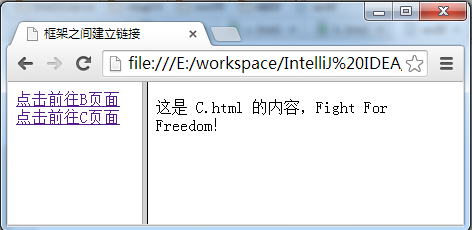 框架之间建立链接
file:///E:/workspace/IntelliJ%20IDEA
点击前往B页面
点击前往C页面
这是 C.html 的内容，Fight For
Freedom!